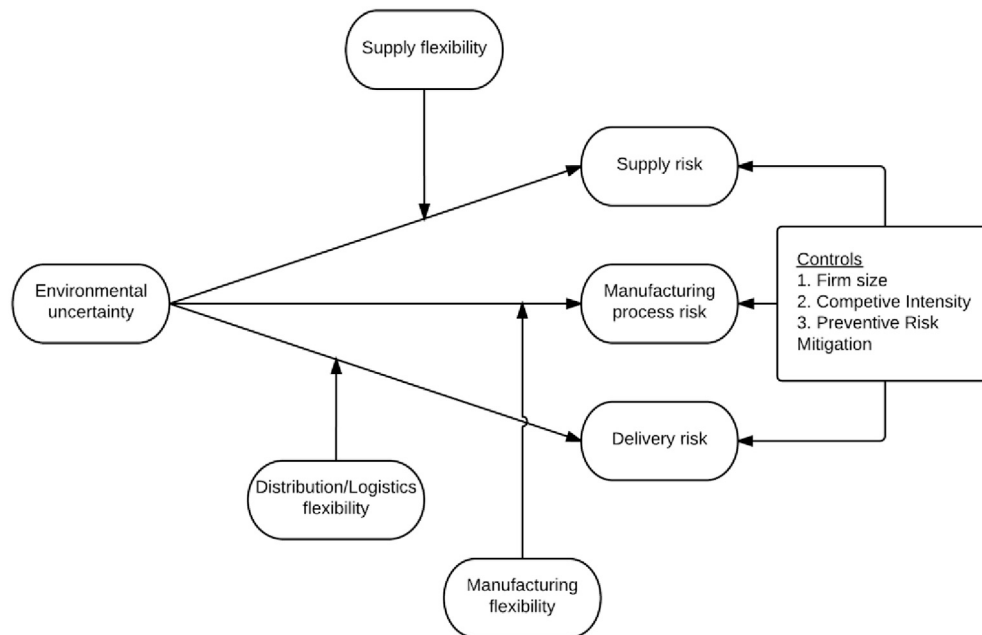 Supply flexibility
Supply risk
Environmental
uncertainty
Manufacturing
process risk
Controls
1. Firm size
2. Competive Intensity
3. Preventive Risk
Mitigation
Delivery risk
Distribution/Logistics
flexibility
Manufacturing
flexibility